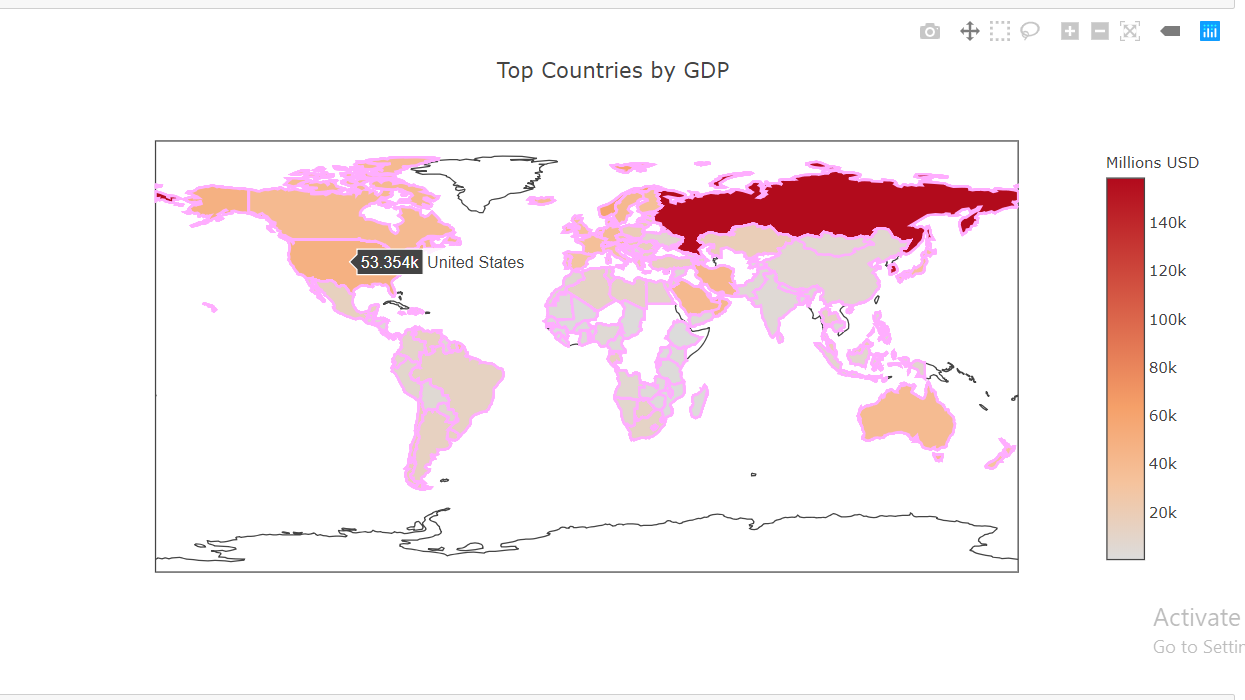 Top Countries by GDP
Millions USD
53.354k United States
140k
120k
100k
80k
60k
40k
20k
Activate
Go to Settin